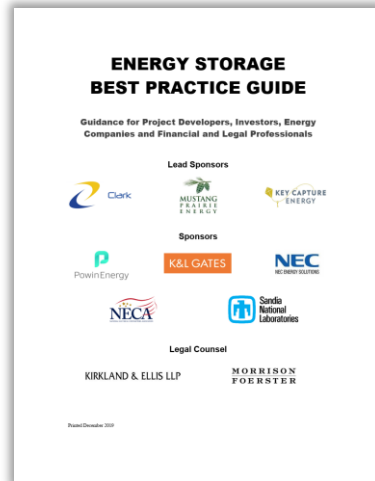 ENERGY STORAGE
BEST PRACTICE GUIDE
Guidance for Project Developers, Investors, Energy
Companies and Financial and Legal Professionals
Lead Sponsors
Clark
MUSTANG
PRAIRIE
ENERGY
KEY CAPTURE
ENERGY
Sponsors
PowinEnergy
K&L GATES
NEC
NEC ENERGY SOLUTIONS
NECA
Sandia
National
Laboratories
Legal Counsel
KIRKLAND & ELLIS LLP
MORRISON
FOERSTER
Printed December 2019